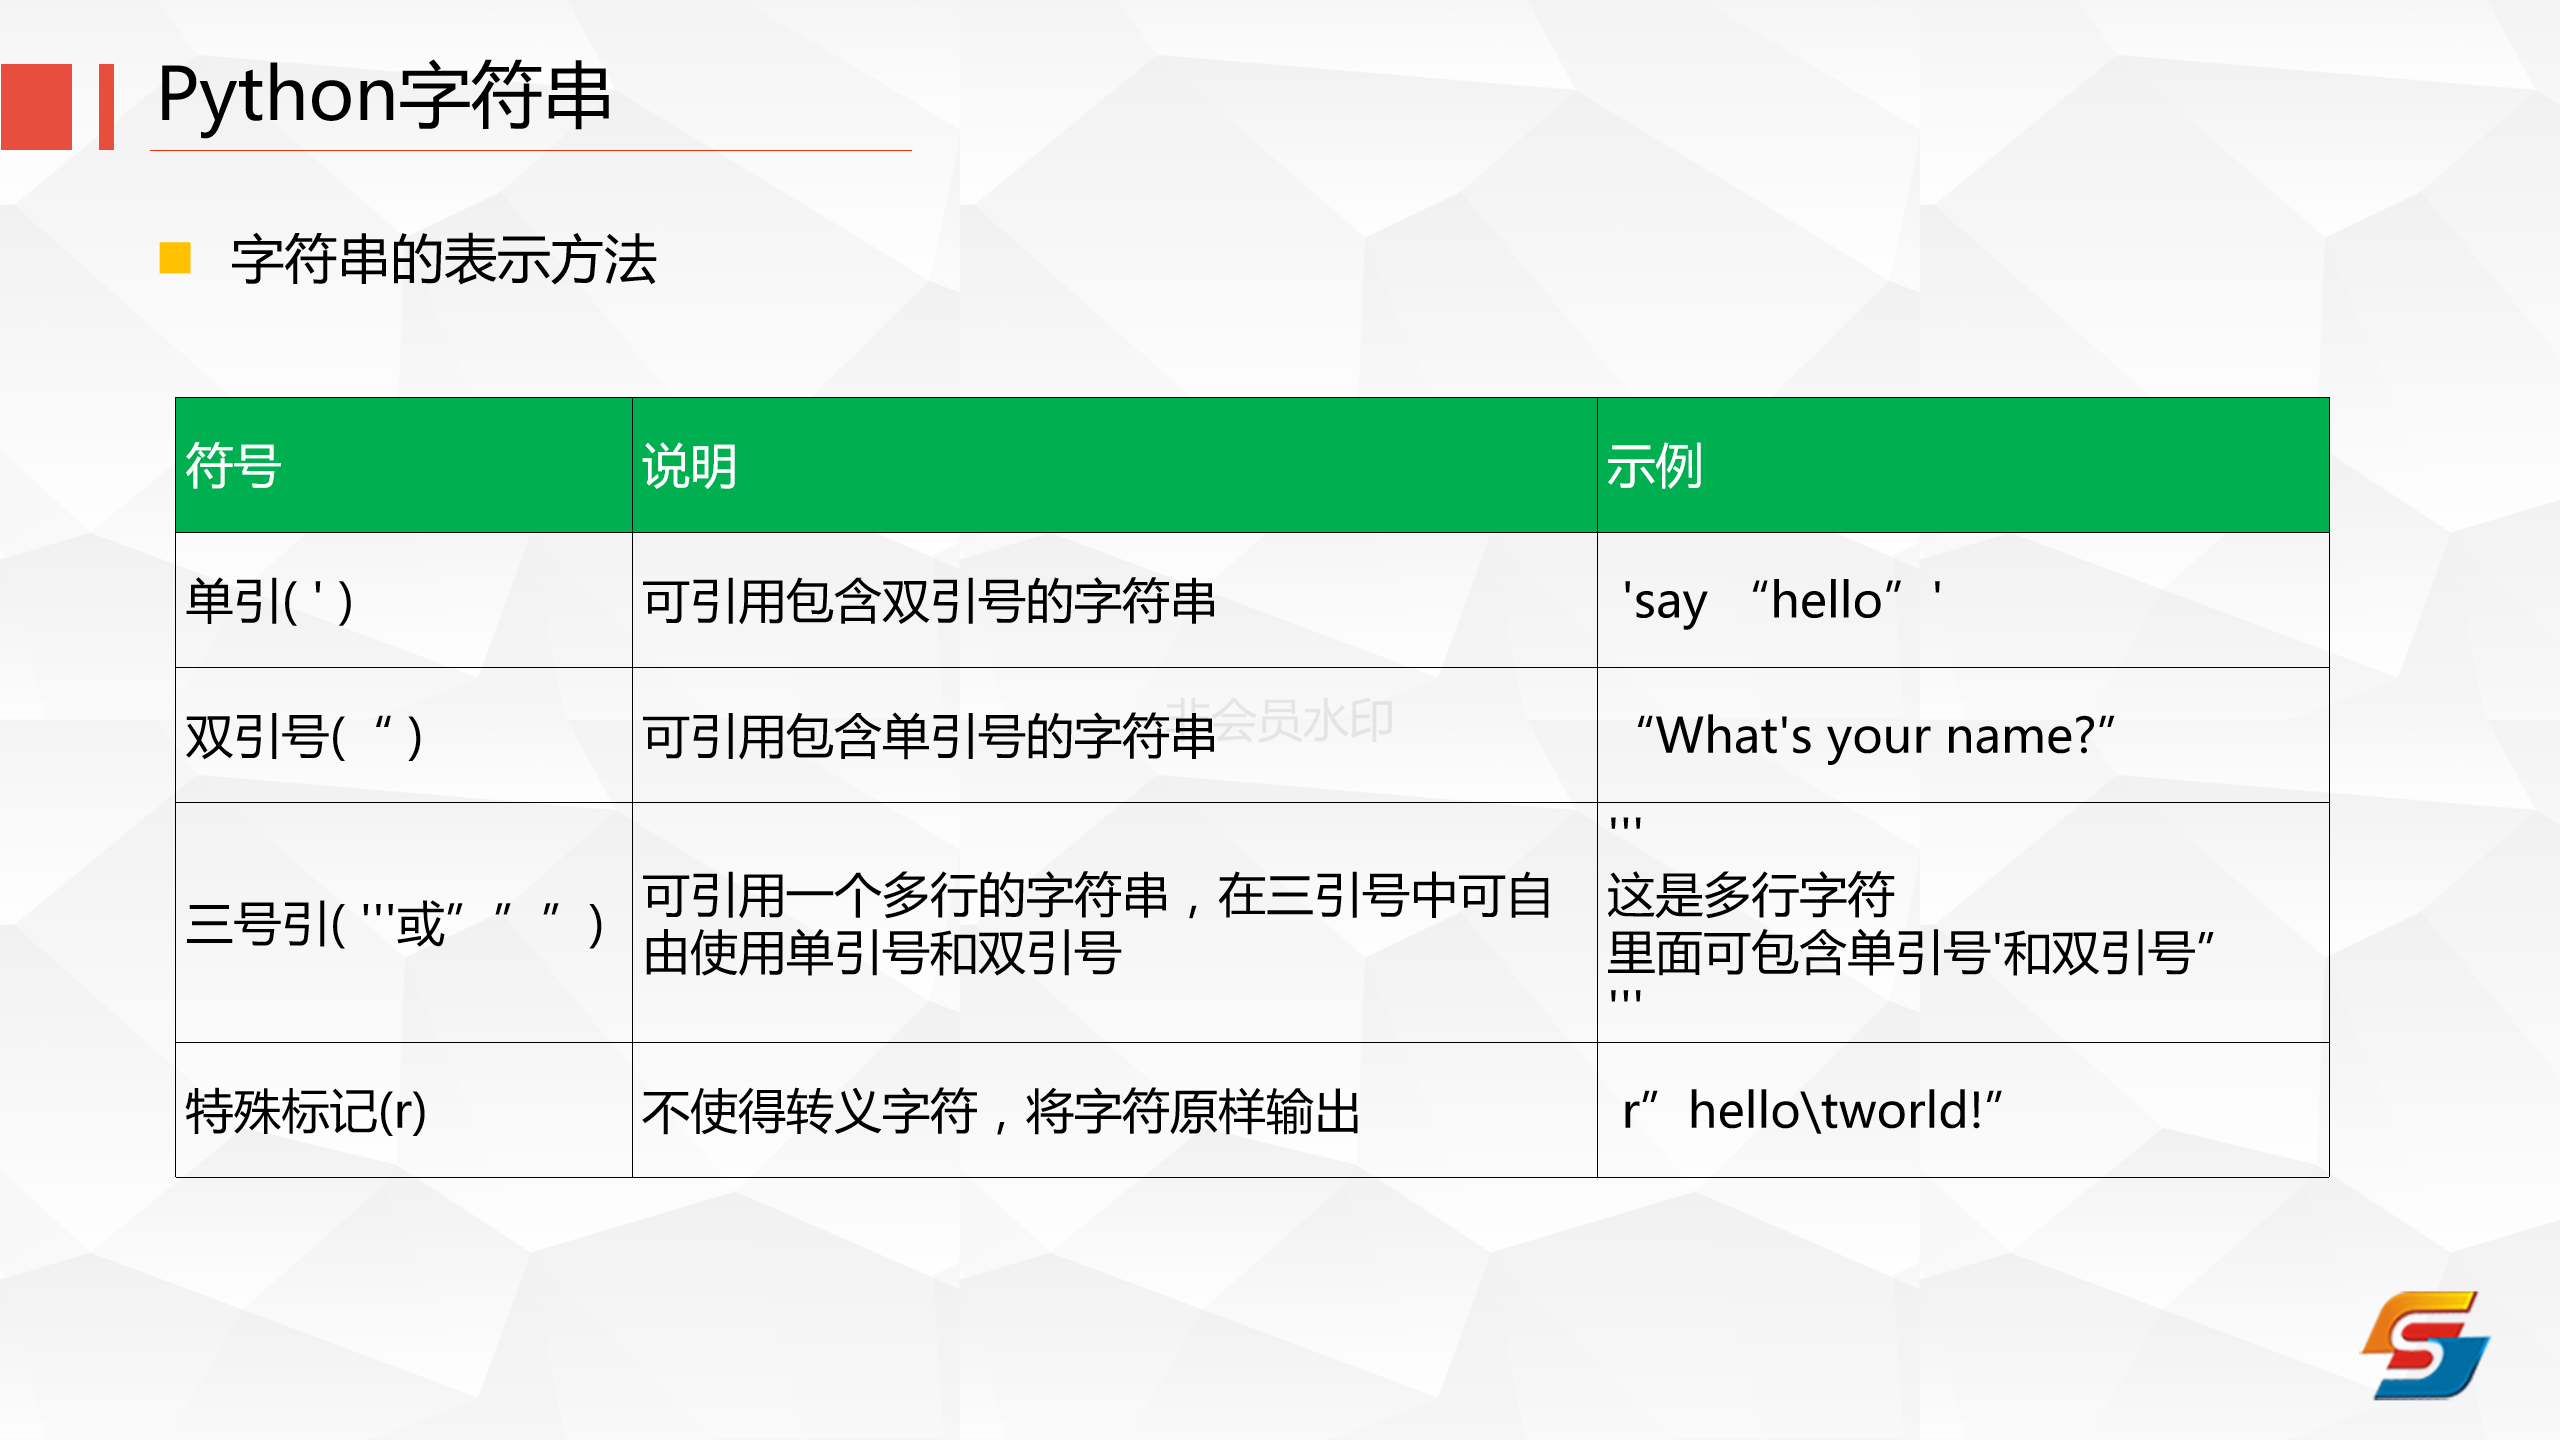 Python字符串
字符串的表示方法
符号 说明 示例
单引( ' ) 可引用包含双引号的字符串 'say “hello” '
双引号( “ ) 可引用包含单引号的字符串 “What's your name?”
非会员水印
三号引( '''或” ” ” ) 可引用一个多行的字符串，在三引号中可自
由使用单引号和双引号
'''
这是多行字符
里面可包含单引号'和双引号”
'''
特殊标记(r) 不使得转义字符，将字符原样输出 r” hello\tworld!”